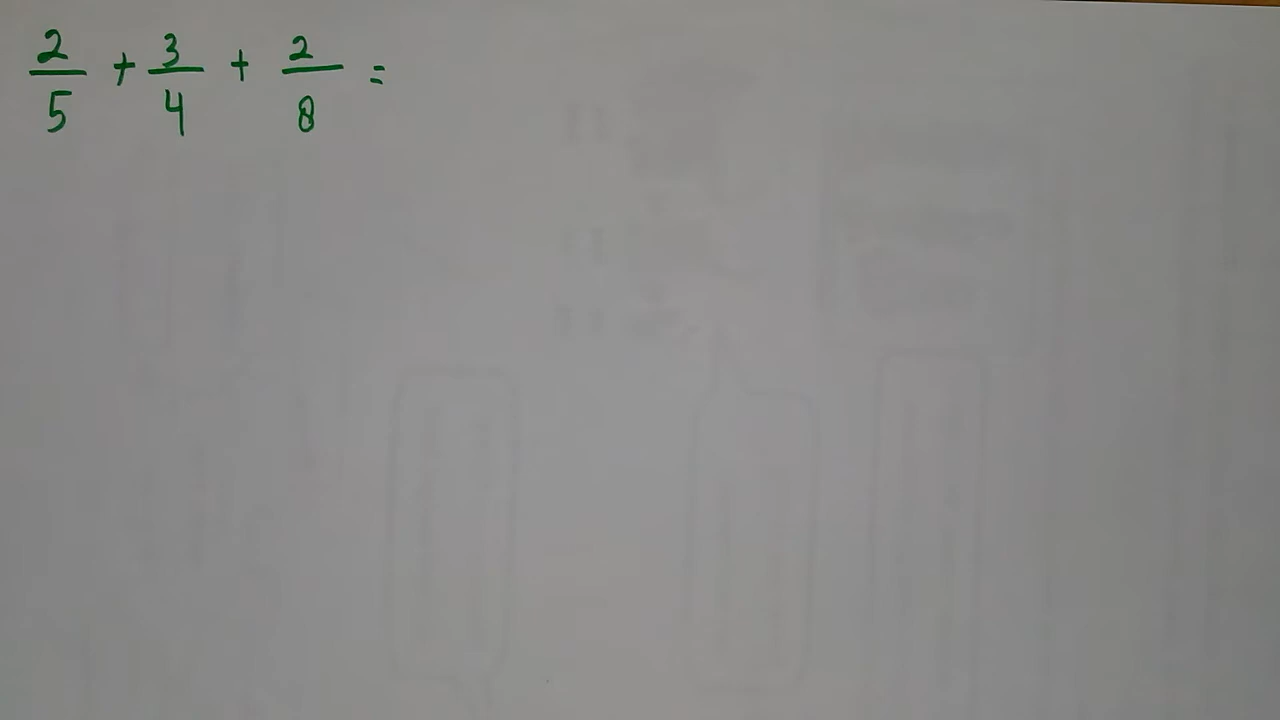 2/5 + 3/4 + 2/8 =